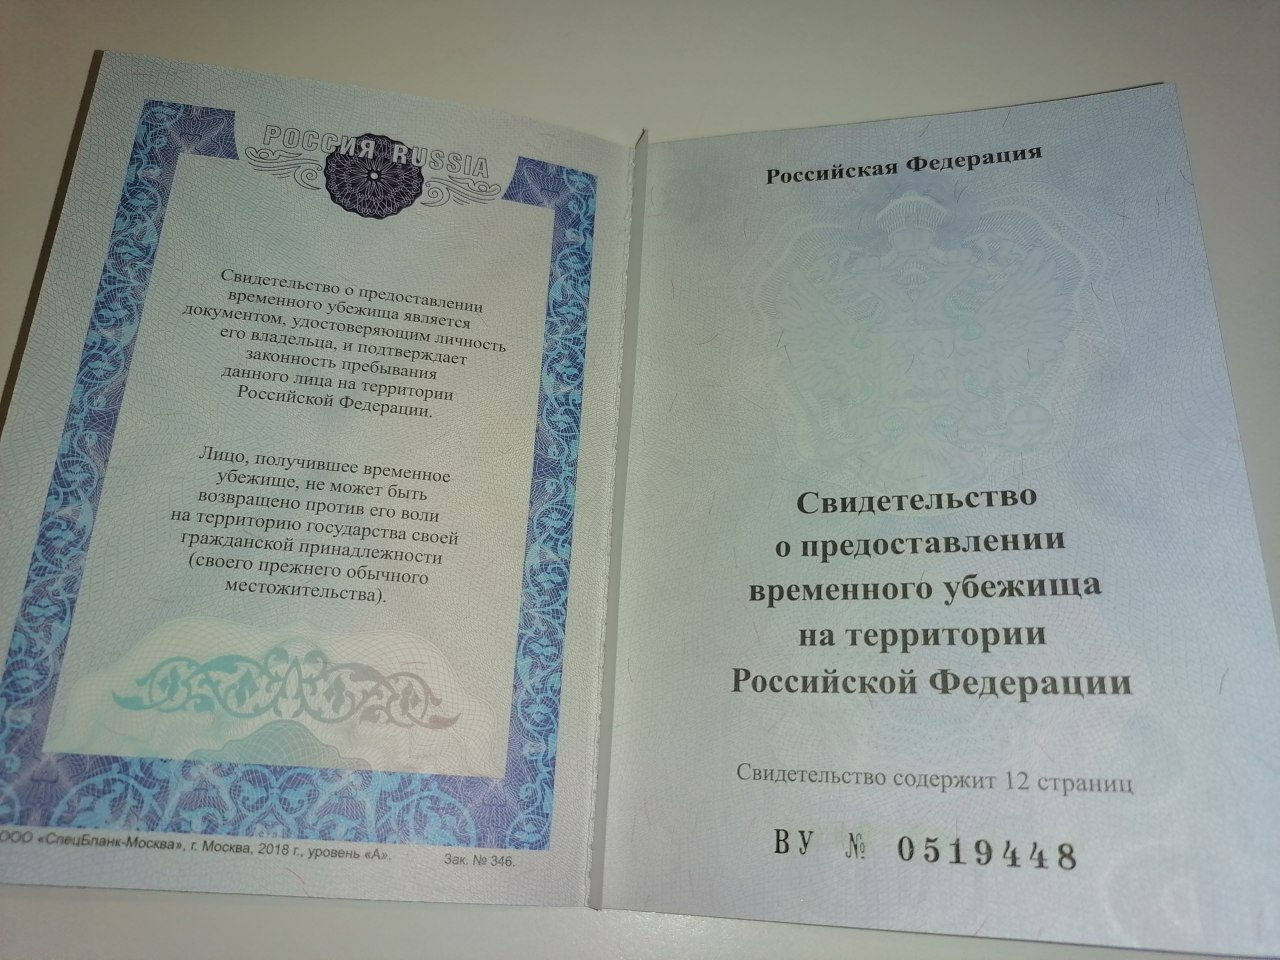 РОССИЯ RUSSIA
Свидетельство о предоставлении
временного убежища является
документом, удостоверяющим личность
его владельца, и подтверждает
законность пребывания
данного лица на территории
Российской Федерации.
Лицо, получившее временное
убежище, не может быть
возвращено против его воли
на территорию государства своей
гражданской принадлежности
(своего прежнего обычного
местожительства).
ООО «СпецБланк-Москва», г. Москва, 2018 г., уровень «А». Зак. № 346.
Российская Федерация
Свидетельство
о предоставлении
временного убежища
на территории
Российской Федерации
Свидетельство содержит 12 страниц
ВУ № 0519448